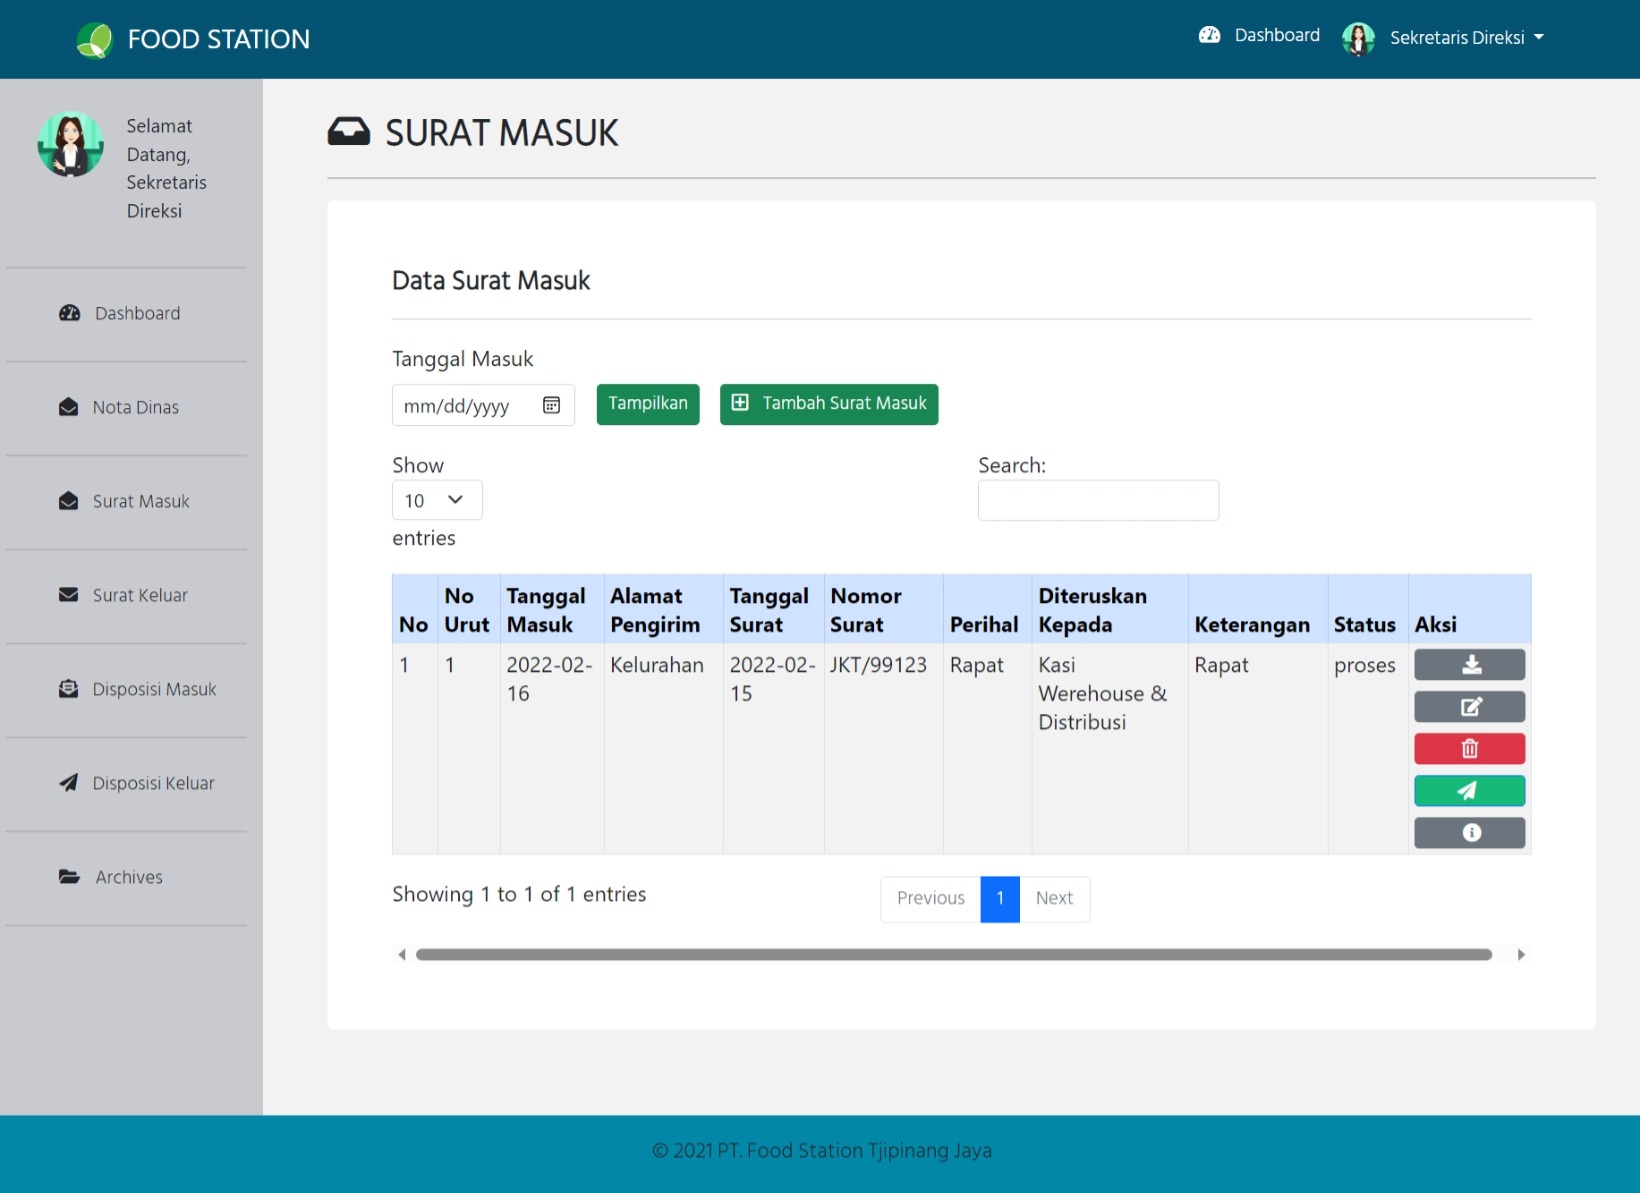 FOOD STATION
Dashboard
Sekretaris Direksi
Selamat
Datang,
Sekretaris
Direksi
Dashboard
Nota Dinas
Surat Masuk
Surat Keluar
Disposisi Masuk
Disposisi Keluar
Archives
SURAT MASUK
Data Surat Masuk
Tanggal Masuk
mm/dd/yyyy
Tampilkan
Tambah Surat Masuk
Show
10
entries
Search:
No
No
Urut
Tanggal
Masuk
Alamat
Pengirim
Tanggal
Surat
Nomor
Surat
Perihal
Diteruskan
Kepada
Keterangan
Status
Aksi
1
1
2022-02-
16
Kelurahan
2022-02-
15
JKT/99123
Rapat
Kasi
Werehouse &
Distribusi
Rapat
proses
Showing 1 to 1 of 1 entries
Previous
1
Next
© 2021 PT. Food Station Tjipinang Jaya